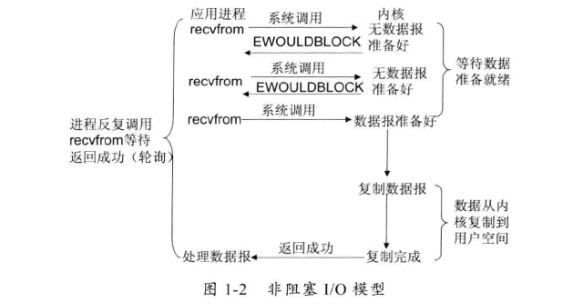 应用进程 系统调用 内核
recvfrom 无数据报
EWOULDBLOCK 准备好
系统调用
recvfrom 无数据报
EWOULDBLOCK 准备好
等待数据
准备就绪
系统调用
recvfrom 数据报准备好
进程反复调用
recvfrom等待
返回成功（轮询）
复制数据报
数据从内
核复制到
用户空间
返回成功
处理数据报 复制完成
图 1-2 非阻塞 I/O 模型